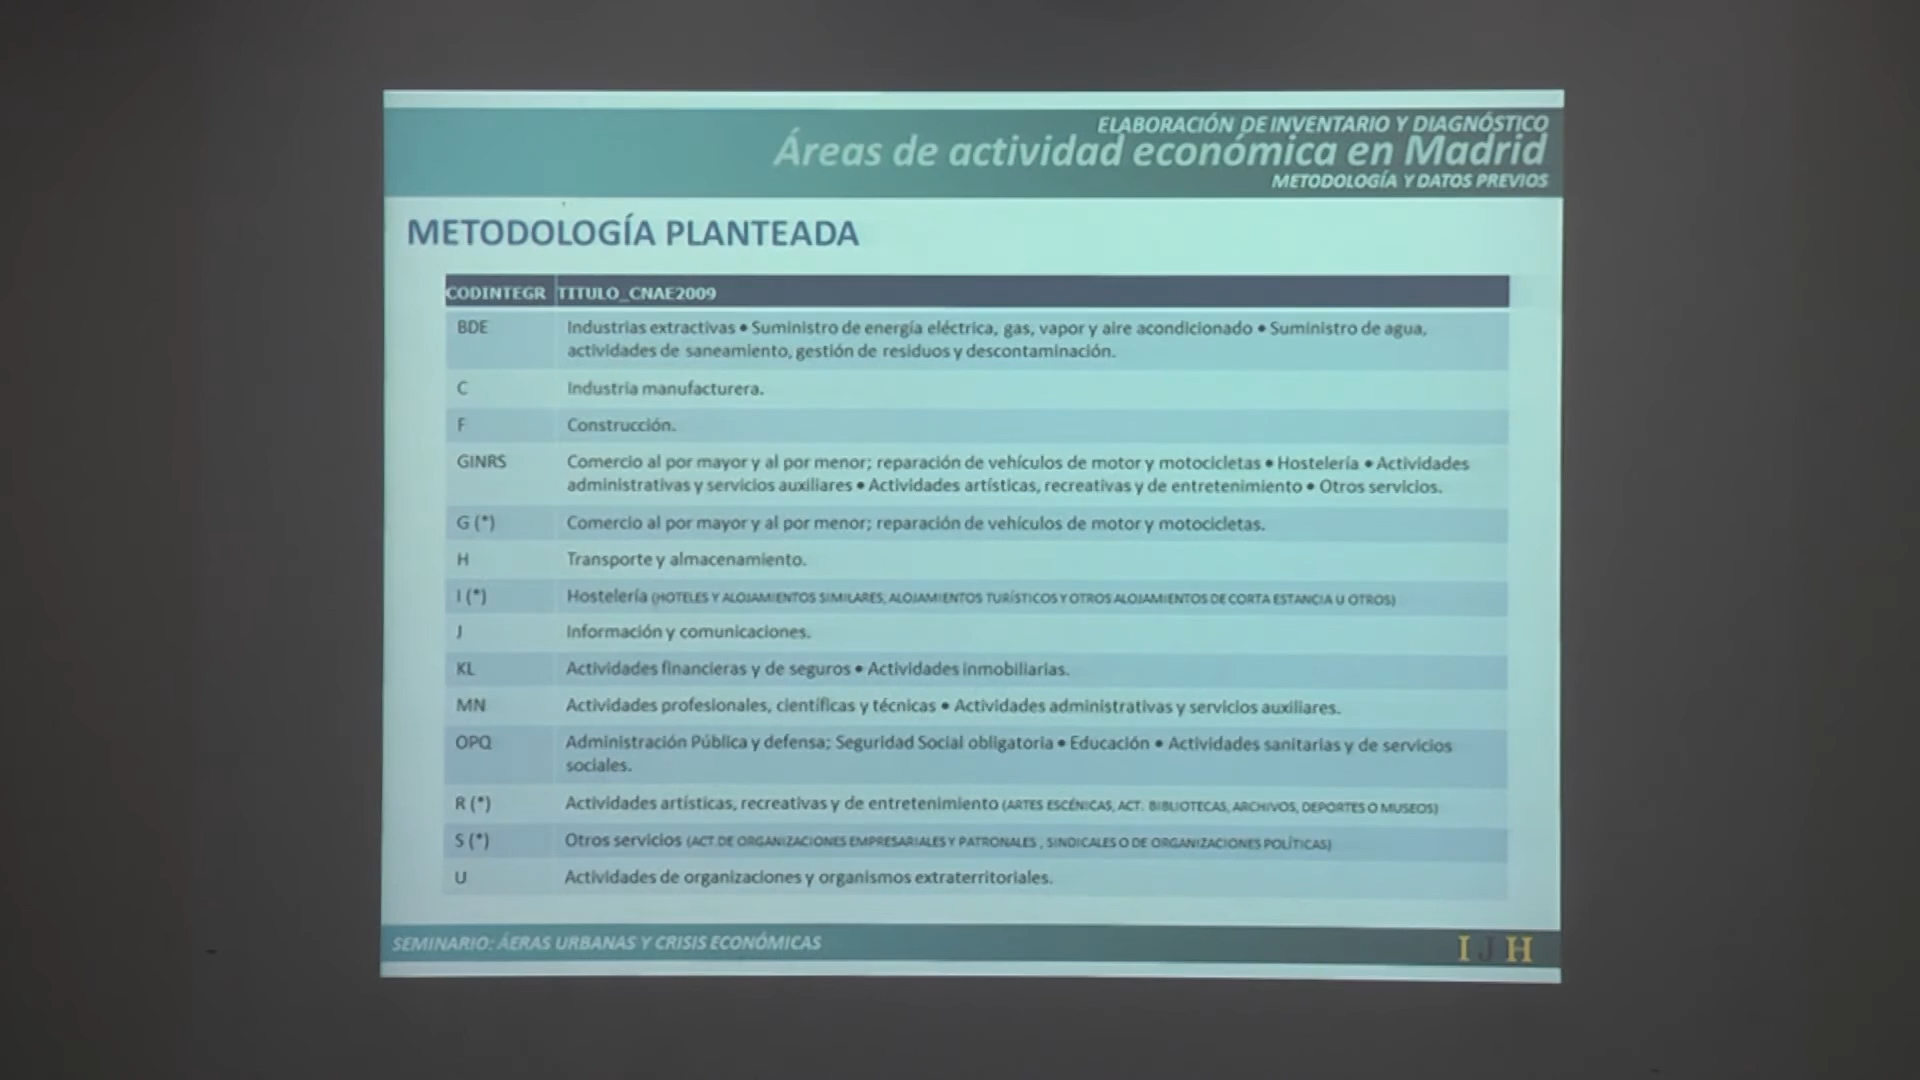 ELABORACIÓN DE INVENTARIO Y DIAGNÓSTICO
Áreas de actividad económica en Madrid
METODOLOGÍA Y DATOS PREVIOS
METODOLOGÍA PLANTEADA
CODINTEGR TITULO_CNAE2009
BDE Industrias extractivas • Suministro de energía eléctrica, gas, vapor y aire acondicionado • Suministro de agua,
actividades de saneamiento, gestión de residuos y descontaminación.
C Industria manufacturera.
F Construcción.
GINRS Comercio al por mayor y al por menor; reparación de vehículos de motor y motocicletas • Hostelería • Actividades
administrativas y servicios auxiliares • Actividades artísticas, recreativas y de entretenimiento • Otros servicios.
G (*) Comercio al por mayor y al por menor; reparación de vehículos de motor y motocicletas.
H Transporte y almacenamiento.
I (*) Hostelería (HOTELES Y ALOJAMIENTOS SIMILARES, ALOJAMIENTOS TURÍSTICOS Y OTROS ALOJAMIENTOS DE CORTA ESTANCIA U OTROS)
J Información y comunicaciones.
KL Actividades financieras y de seguros • Actividades inmobiliarias.
MN Actividades profesionales, científicas y técnicas • Actividades administrativas y servicios auxiliares.
OPQ Administración Pública y defensa; Seguridad Social obligatoria • Educación • Actividades sanitarias y de servicios
sociales.
R (*) Actividades artísticas, recreativas y de entretenimiento (ARTES ESCÉNICAS, ACT. BIBLIOTECAS, ARCHIVOS, DEPORTES O MUSEOS)
S (*) Otros servicios (ACT.DE ORGANIZACIONES EMPRESARIALES Y PATRONALES , SINDICALES O DE ORGANIZACIONES POLÍTICAS)
U Actividades de organizaciones y organismos extraterritoriales.
SEMINARIO: ÁERAS URBANAS Y CRISIS ECONÓMICAS
I J H